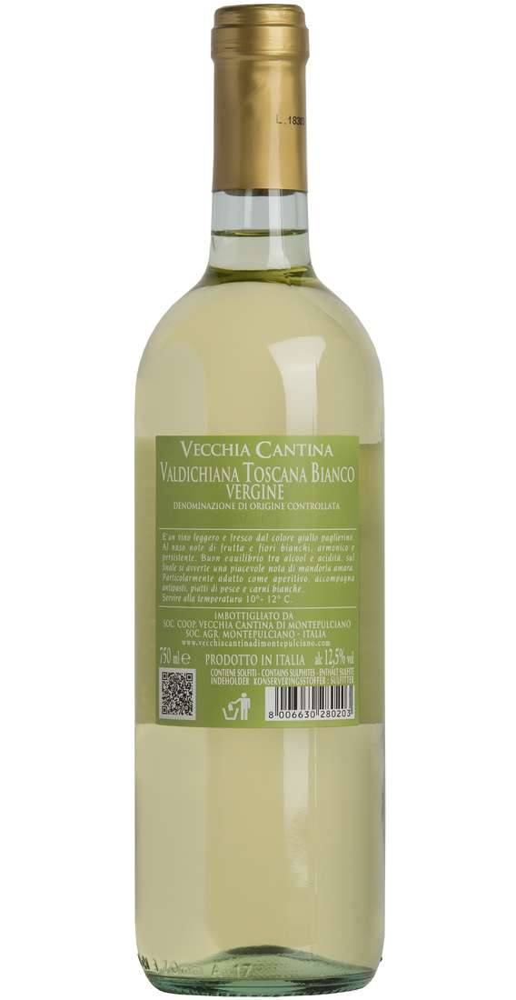 L.18303
VECCHIA CANTINA
VALDICHIANA TOSCANA BIANCO
VERGINE
DENOMINAZIONE DI ORIGINE CONTROLLATA
E'un vino leggero e fresco dal colore giallo paglierino.
Al naso note di frutta e fiori bianchi, armonico e
persistente. Buon equilibrio tra alcool e acidità, sul
finale si avverte una piacevole nota di mandorla amara.
Particolarmente adatto come aperitivo, accompagna
antipasti, piatti di pesce e carni bianche.
Servire alla temperatura 10°- 12° C.
IMBOTTIGLIATO DA
SOC. COOP. VECCHIA CANTINA DI MONTEPULCIANO
SOC. AGR. MONTEPULCIANO - ITALIA
www.vecchiacantinadimontepulciano.com
750 ml e PRODOTTO IN ITALIA alc 12,5% vol
CONTIENE SOLFITI - CONTAINS SULPHITES - ENTHÄLT SULFITE
INDEHOLDER KONSERVERINGSSTOFFER : SULFITTER
8 006630 280203